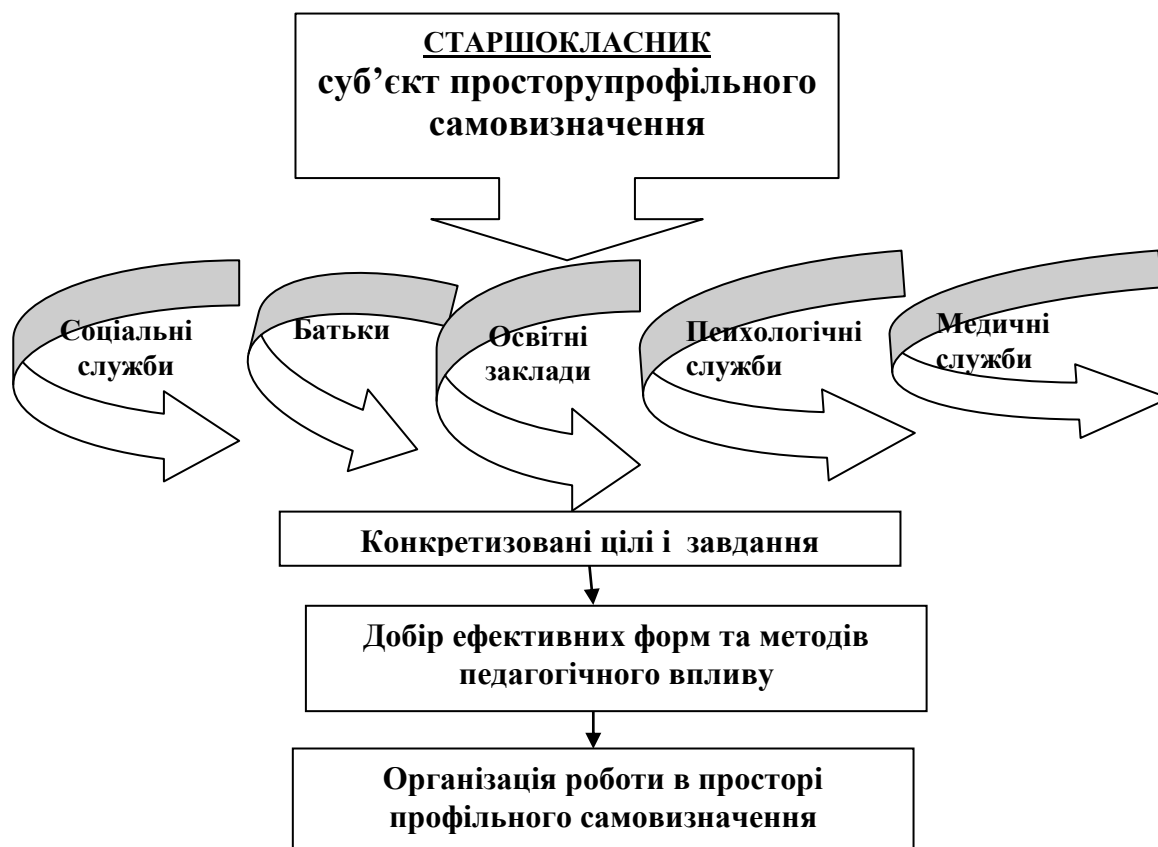 СТАРШОКЛАСНИК
суб’єкт просторупрофільного
самовизначення
Соціальні
служби
Батьки
Освітні
заклади
Психологічні
служби
Медичні
служби
Конкретизовані цілі і завдання
Добір ефективних форм та методів
педагогічного впливу
Організація роботи в просторі
профільного самовизначення